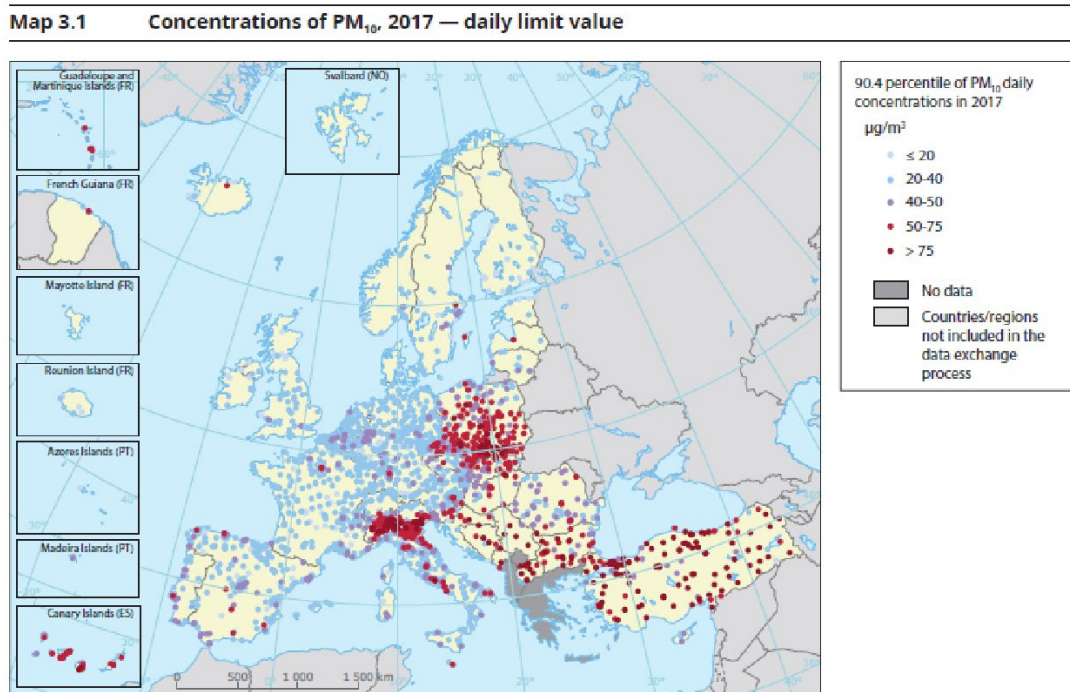 Map 3.1 Concentrations of PM₁₀, 2017 — daily limit value
Guadeloupe and
Martinique Islands (FR)
French Guiana (FR)
Mayotte Island (FR)
Reunion Island (FR)
Azores Islands (PT)
Madeira Islands (PT)
Canary Islands (ES)
Svalbard (NO)
0 500 1 000 1 500 km
90.4 percentile of PM₁₀ daily
concentrations in 2017
µg/m³
≤ 20
20-40
40-50
50-75
> 75
No data
Countries/regions
not included in the
data exchange
process